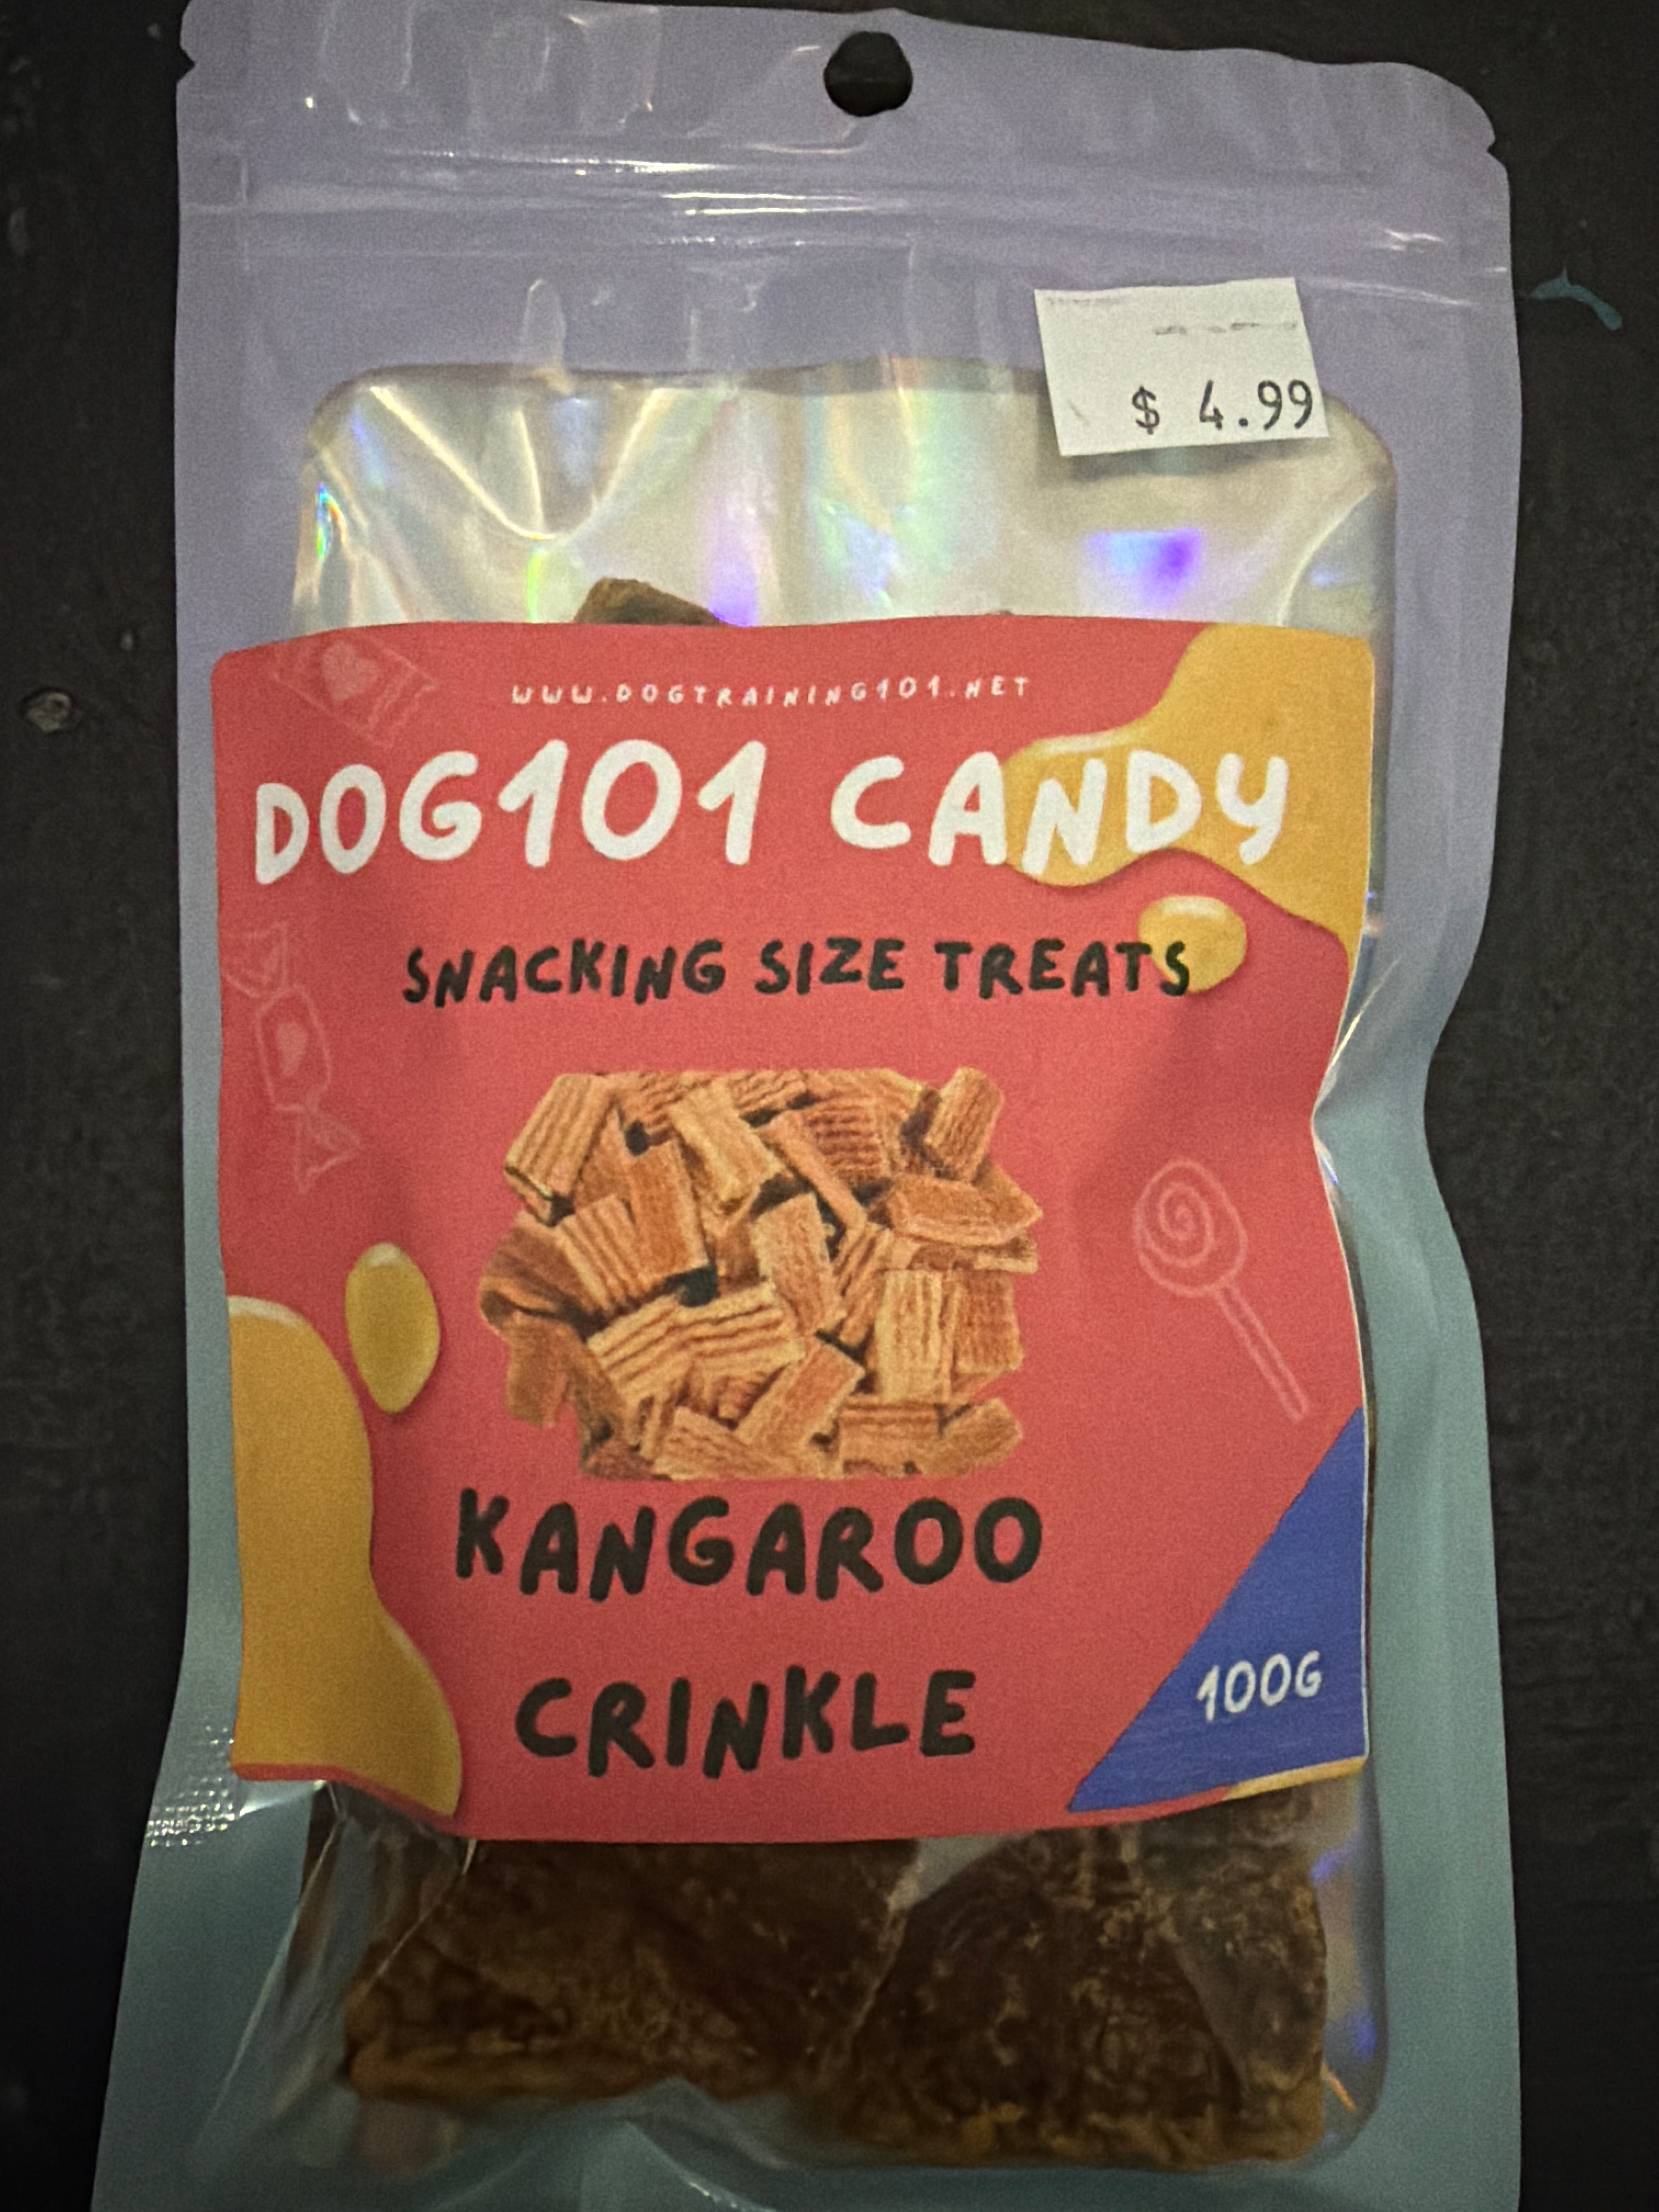 $ 4.99
WWW.DOGTRAINING101.NET
DOG101 CANDY
SNACKING SIZE TREATS
KANGAROO
CRINKLE
100G